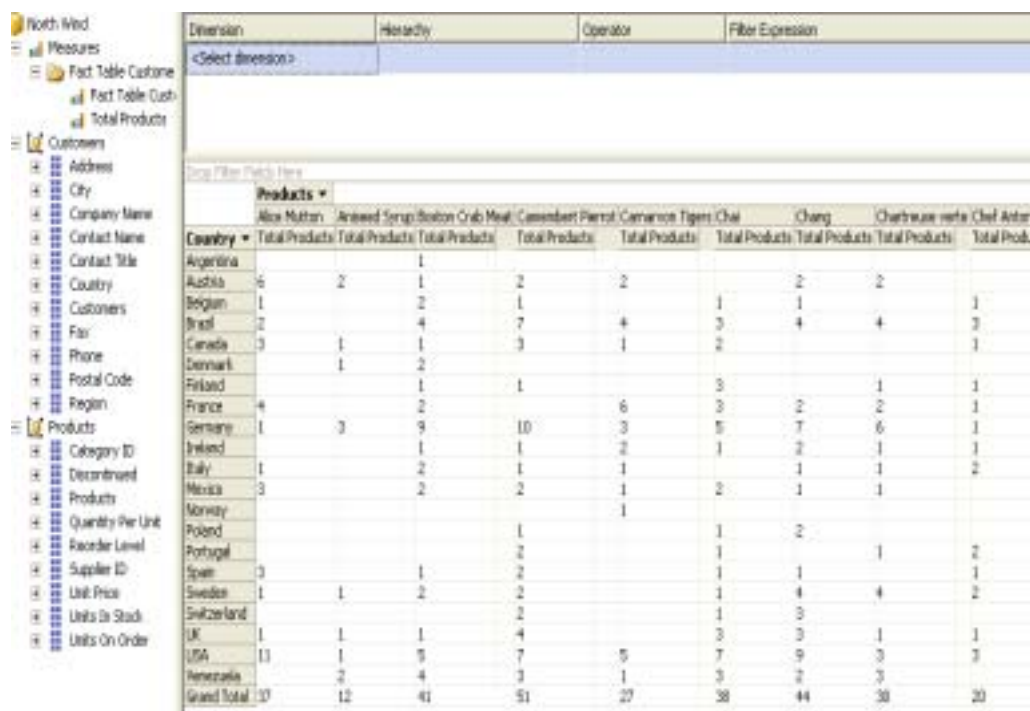 North Wind
Measures
Fact Table Custome
Fact Table Cust
Total Products
Customers
Address
City
Company Name
Contact Name
Contact Title
Country
Customers
Fax
Phone
Postal Code
Region
Products
Category ID
Discontinued
Products
Quantity Per Unit
Reorder Level
Supplier ID
Unit Price
Units In Stock
Units On Order
Dimension Hierarchy Operator Filter Expression
<Select dimension>
Drop Filter Fields Here
Products
Alice Mutton Aniseed Syrup Boston Crab Meat Camembert Pierrot Carnarvon Tigers Chai Chang Chartreuse verte Chef Anto
Country Total Products Total Products Total Products Total Products Total Products Total Products Total Products Total Products Total Produ
Argentina 1
Austria 6 2 1 2 2 2 2
Belgium 1 2 1 1 1 1
Brazil 2 4 7 4 3 4 4 3
Canada 3 1 1 3 1 2 1
Denmark 1 2
Finland 1 1 3 1 1
France 4 2 6 3 2 2 1
Germany 1 3 9 10 3 5 7 6 1
Ireland 1 1 2 1 2 1 1
Italy 1 2 1 1 1 1 2
Mexico 3 2 2 1 2 1 1
Norway 1
Poland 1 1 2
Portugal 2 1 1 2
Spain 3 1 2 1 1 1
Sweden 1 1 2 2 1 4 4 2
Switzerland 2 1 3
UK 1 1 1 4 3 3 1 1
USA 11 1 5 7 5 7 9 3 3
Venezuela 2 4 3 1 3 2 3
Grand Total 37 12 41 51 27 38 44 30 20